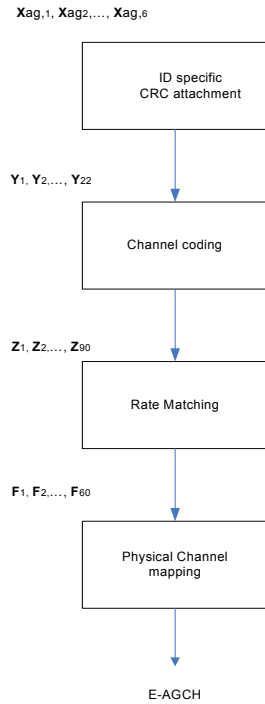 Xag,1, Xag2,..., Xag,6
ID specific
CRC attachment
Y1, Y2,..., Y22
Channel coding
Z1, Z2,..., Z90
Rate Matching
F1, F2,..., F60
Physical Channel
mapping
E-AGCH